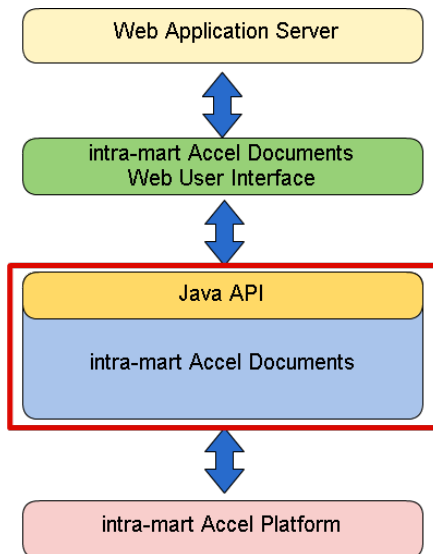 Web Application Server
intra-mart Accel Documents
Web User Interface
Java API
intra-mart Accel Documents
intra-mart Accel Platform